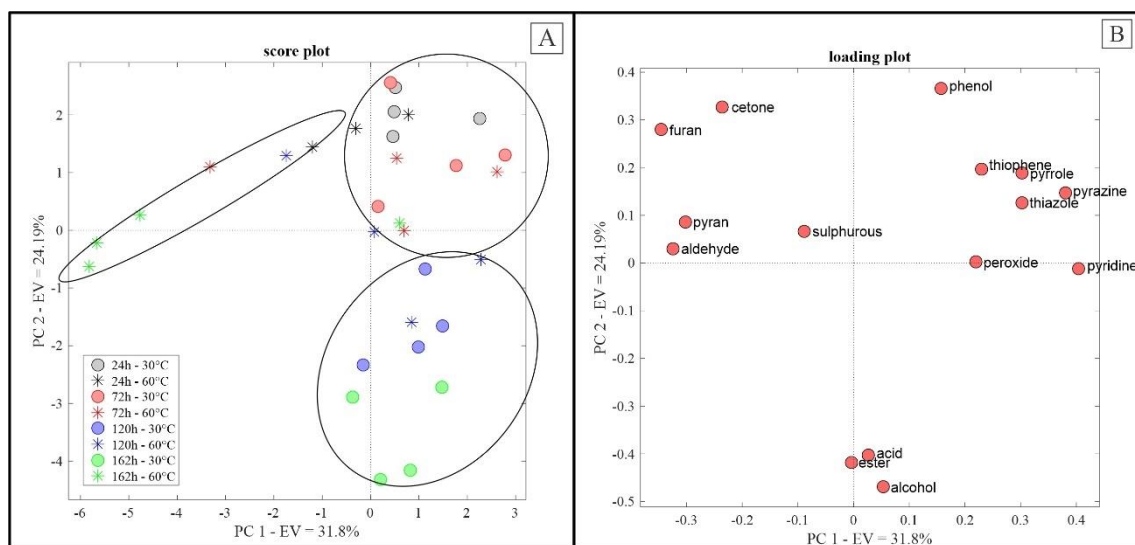 A
score plot
2
1
0
-1
-2
-3
-4
PC 2 - EV = 24.19%
24h - 30°C
24h - 60°C
72h - 30°C
72h - 60°C
120h - 30°C
120h - 60°C
162h - 30°C
162h - 60°C
-6 -5 -4 -3 -2 -1 0 1 2 3
PC 1 - EV = 31.8%
B
loading plot
0.4
0.3
0.2
0.1
0
-0.1
-0.2
-0.3
-0.4
-0.5
PC 2 - EV = 24.19%
phenol
cetone
furan
thiophene
pyrrole
pyrazine
thiazole
pyran
sulphurous
aldehyde
peroxide
pyridine
acid
ester
alcohol
-0.3 -0.2 -0.1 0 0.1 0.2 0.3 0.4
PC 1 - EV = 31.8%